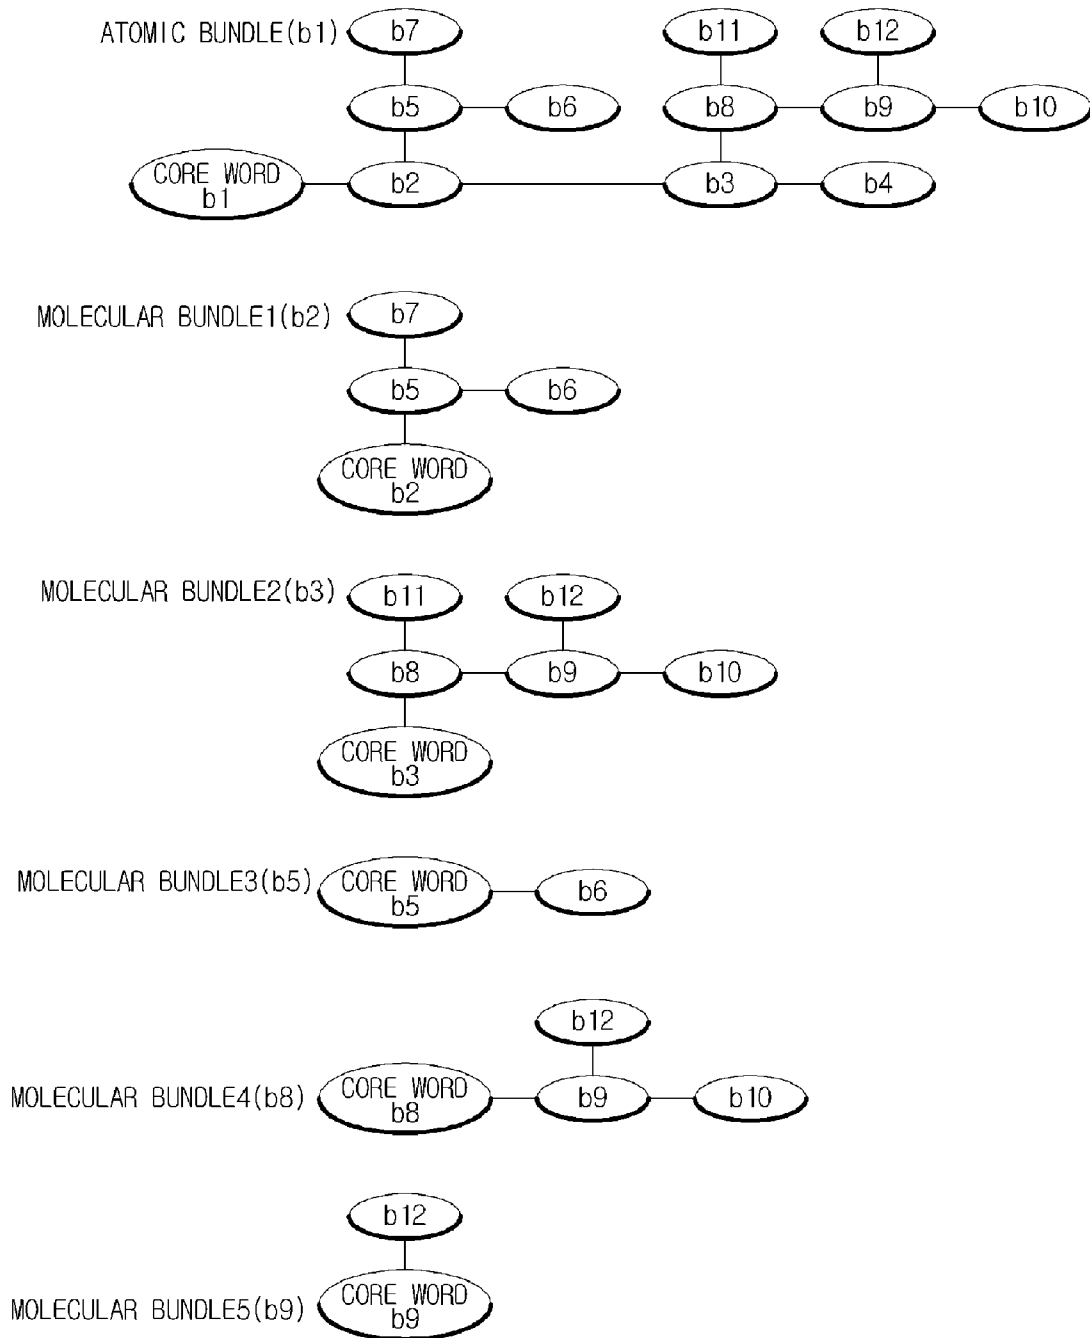 ATOMIC BUNDLE(b1) b7 b11 b12
b5 b6 b8 b9 b10
CORE WORD
b1 b2 b3 b4
MOLECULAR BUNDLE1(b2) b7
b5 b6
CORE WORD
b2
MOLECULAR BUNDLE2(b3) b11 b12
b8 b9 b10
CORE WORD
b3
MOLECULAR BUNDLE3(b5) CORE WORD
b5 b6
b12
MOLECULAR BUNDLE4(b8) CORE WORD
b8 b9 b10
b12
MOLECULAR BUNDLE5(b9) CORE WORD
b9